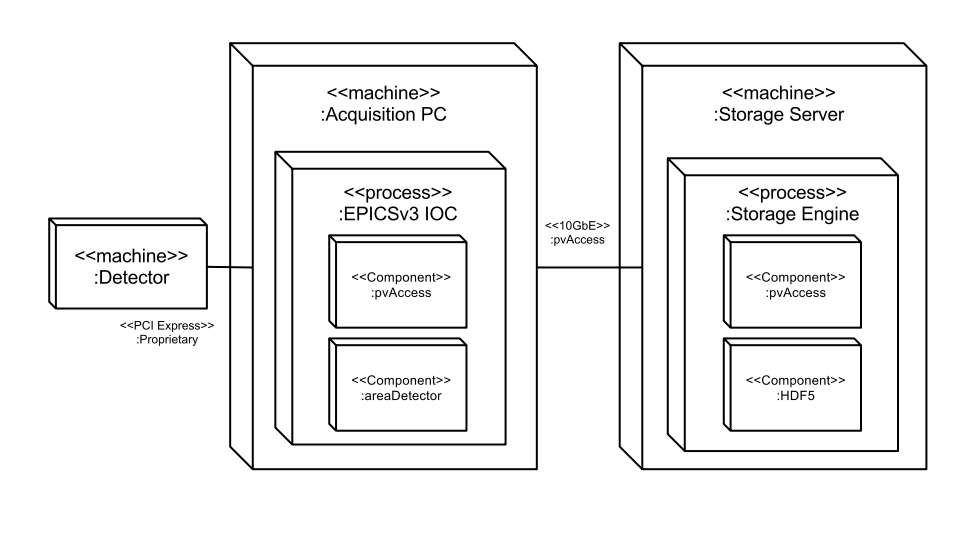 <<machine>>
:Detector
<<PCI Express>>
:Proprietary
<<machine>>
:Acquisition PC
<<process>>
:EPICSv3 IOC
<<Component>>
:pvAccess
<<Component>>
:areaDetector
<<10GbE>>
:pvAccess
<<machine>>
:Storage Server
<<process>>
:Storage Engine
<<Component>>
:pvAccess
<<Component>>
:HDF5